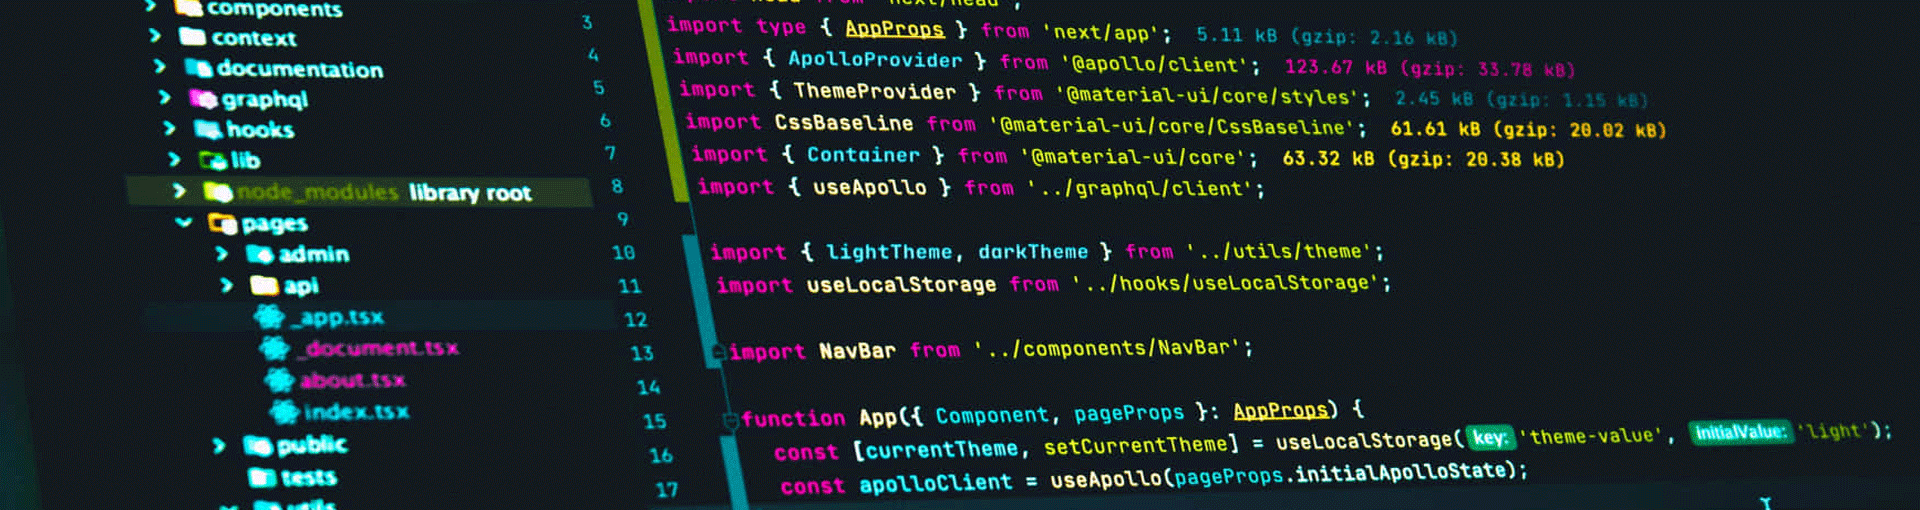 components
context
documentation
graphql
hooks
lib
node_modules library root
pages
admin
api
_app.tsx
_document.tsx
about.tsx
index.tsx
public
tests
utils
3
4
5
6
7
8
9
10
11
12
13
14
15
16
17
import type { AppProps } from 'next/app'; 5.11 kB (gzip: 2.16 kB)
import { ApolloProvider } from '@apollo/client'; 123.67 kB (gzip: 33.78 kB)
import { ThemeProvider } from '@material-ui/core/styles'; 2.45 kB (gzip: 1.15 kB)
import CssBaseline from '@material-ui/core/CssBaseline'; 61.61 kB (gzip: 20.02 kB)
import { Container } from '@material-ui/core'; 63.32 kB (gzip: 20.38 kB)
import { useApollo } from '../graphql/client';
import { lightTheme, darkTheme } from '../utils/theme';
import useLocalStorage from '../hooks/useLocalStorage';
import NavBar from '../components/NavBar';
function App({ Component, pageProps }: AppProps) {
const [currentTheme, setCurrentTheme] = useLocalStorage( key: 'theme-value', initialValue: 'light');
const apolloClient = useApollo(pageProps.initialApolloState);